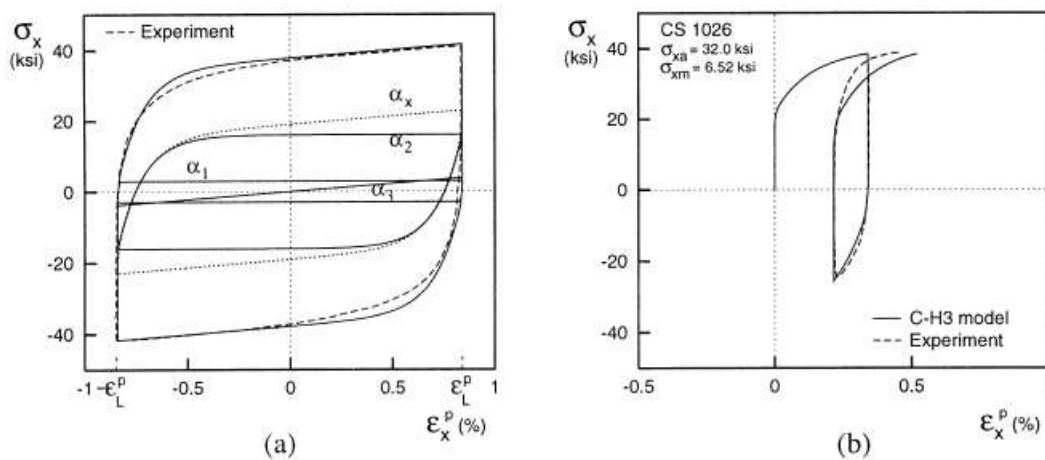 σx
(ksi)
40
20
0
-20
-40
--- Experiment
αx
α2
α1
α3
-1
-ϵLp
-0.5
0
0.5
εLp
1
εxp (%)
(a)
σx
(ksi)
40
20
0
-20
-40
CS 1026
σxa = 32.0 ksi
σxm = 6.52 ksi
C-H3 model
Experiment
-0.5
0
0.5
εxp (%)
(b)